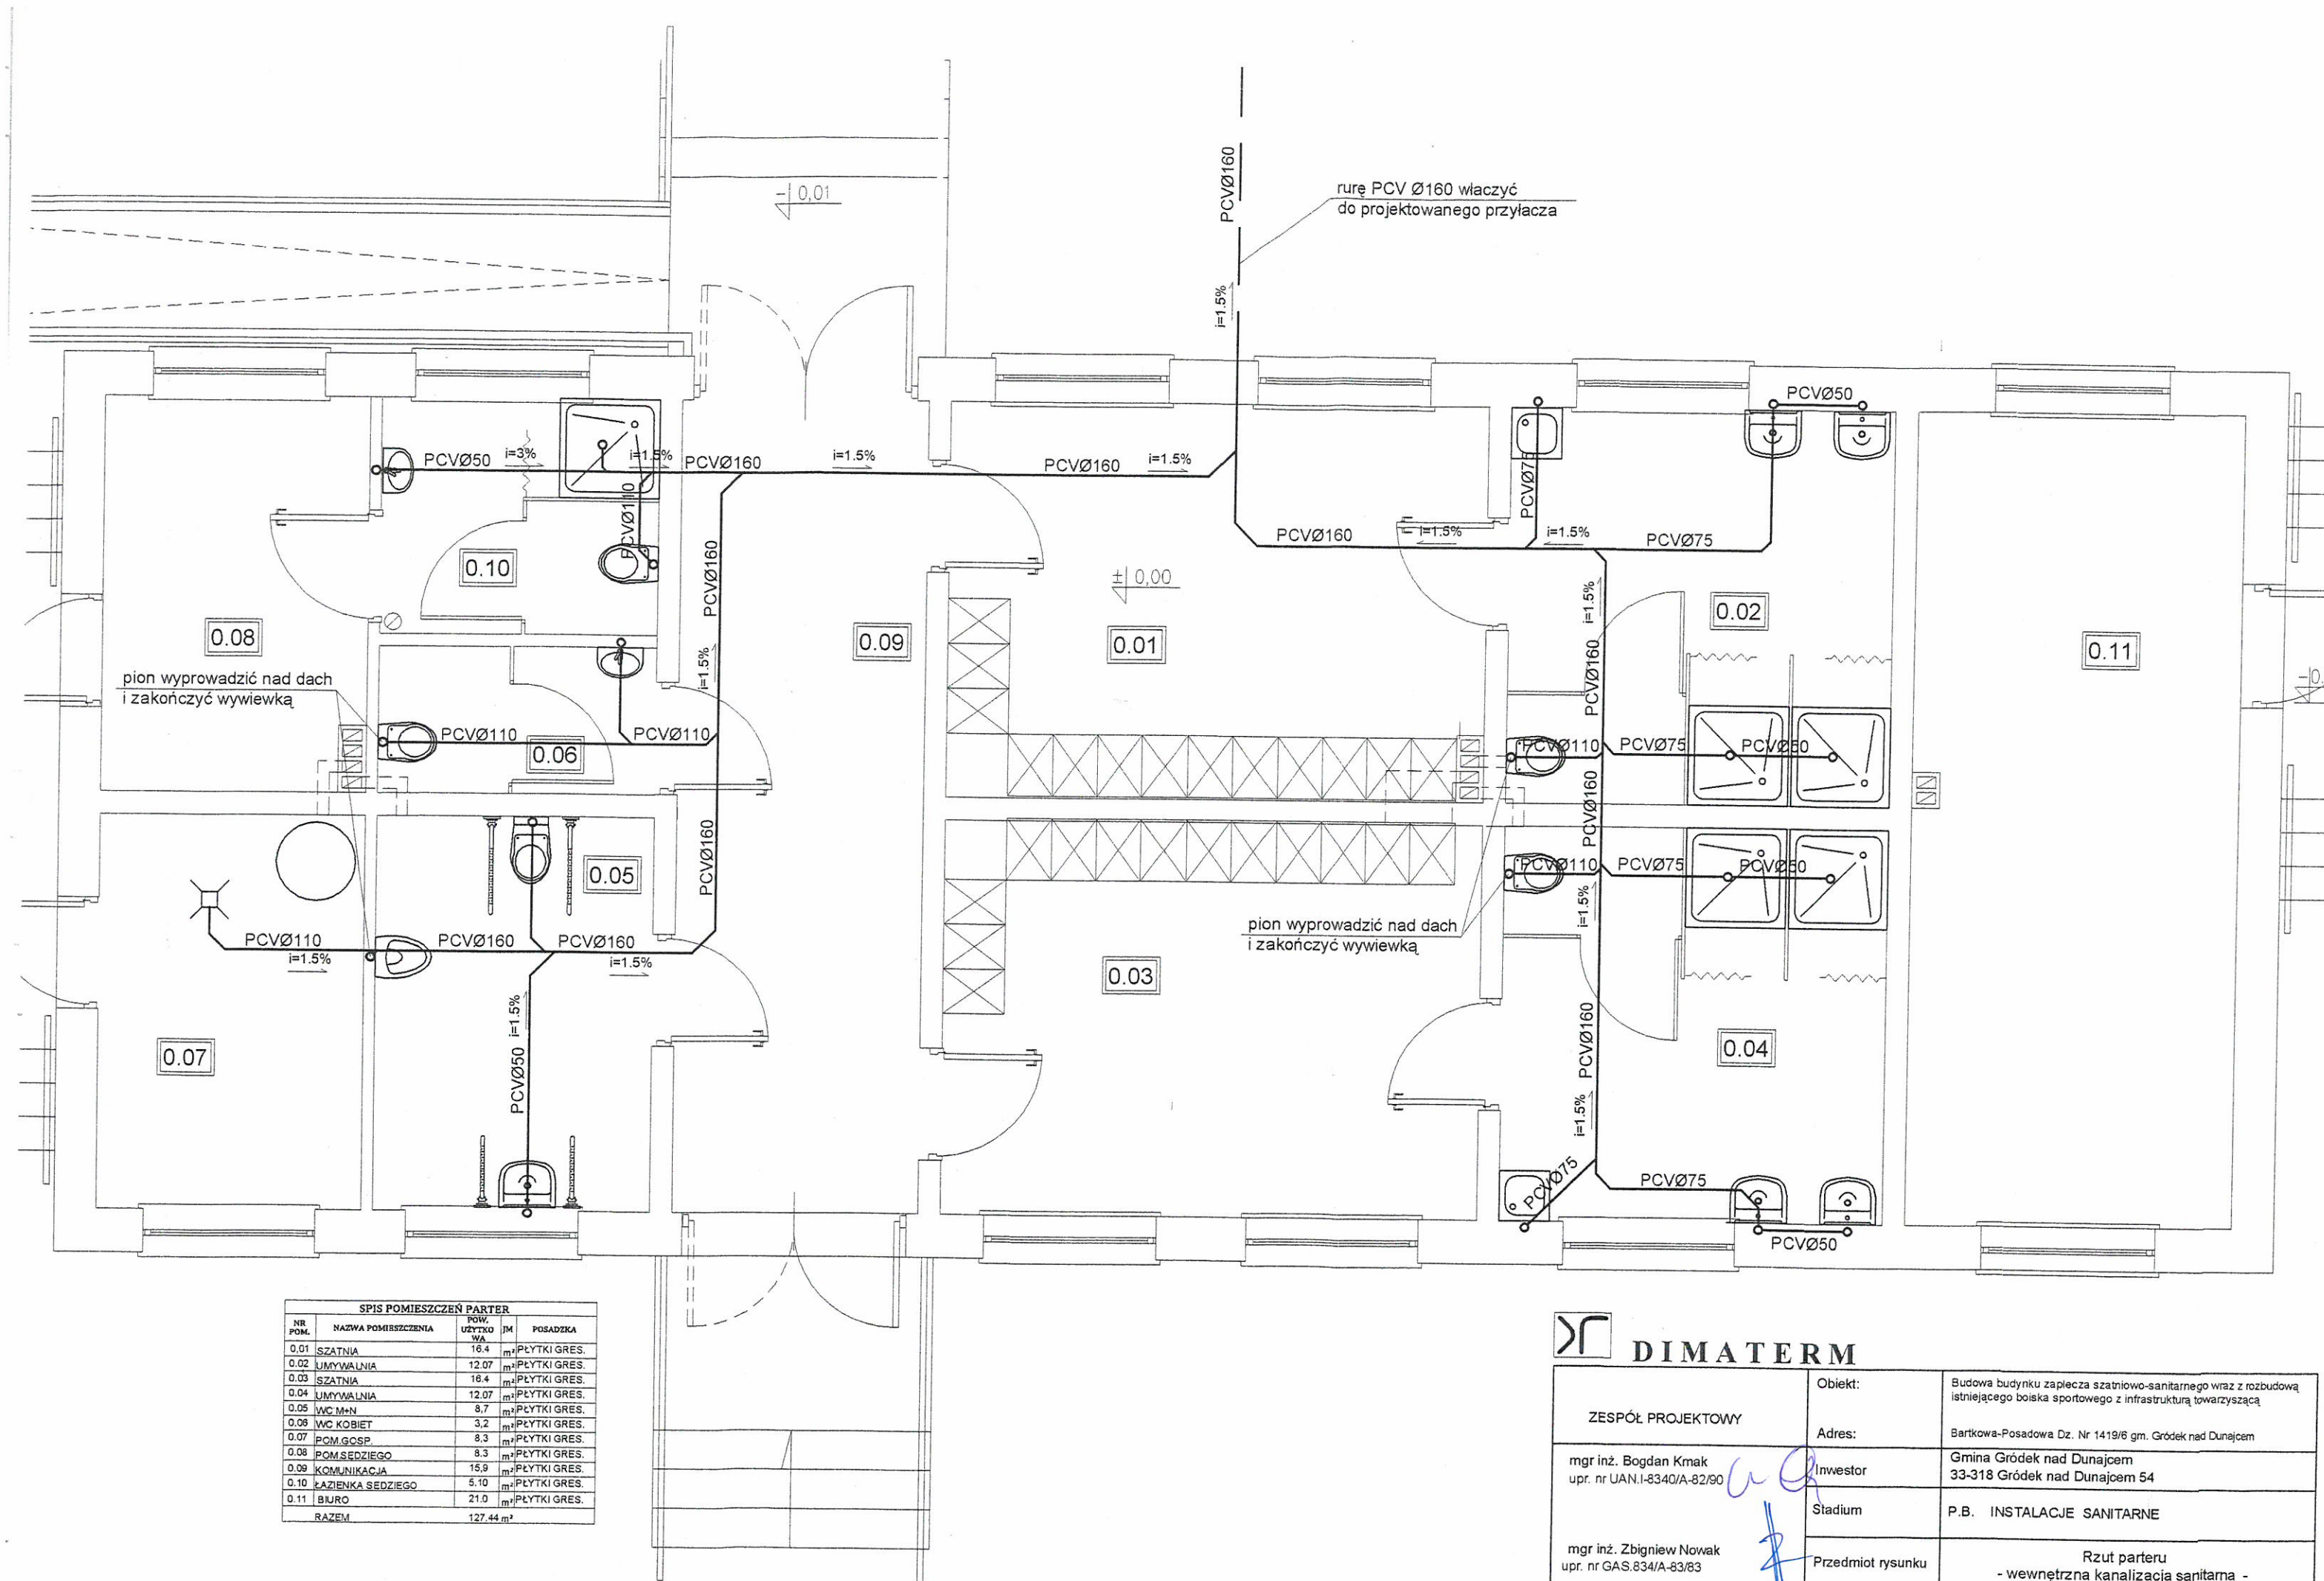 -0,01
PCVØ160
rurę PCV Ø160 właczyć
do projektowanego przyłacza
i=1.5%
PCVØ50
PCVØ50
i=3%
i=1.5%
PCVØ160
i=1.5%
PCVØ160
i=1.5%
PCVØ110
PCVØ75
PCVØ160
i=1.5%
i=1.5%
PCVØ75
0.10
PCVØ160
± 0,00
i=1.5%
0.02
0.08
0.09
0.01
0.11
i=1.5%
PCVØ160
pion wyprowadzić nad dach
i zakończyć wywiewką
PCVØ110
PCVØ110
0.06
PCVØ110
PCVØ75
PCVØ50
PCVØ160
PCVØ160
0.05
PCVØ110
PCVØ75
PCVØ50
i=1.5%
pion wyprowadzić nad dach
i zakończyć wywiewką
PCVØ110
i=1.5%
PCVØ160
PCVØ160
i=1.5%
0.03
i=1.5%
PCVØ50
0.07
PCVØ160
0.04
i=1.5%
PCVØ75
PCVØ75
PCVØ50
SPIS POMIESZCZEŃ PARTER
NR POM. NAZWA POMIESZCZENIA POW. UŻYTKO WA JM POSADZKA
0,01 SZATNIA 16.4 m² PŁYTKI GRES.
0.02 UMYWALNIA 12.07 m² PŁYTKI GRES.
0.03 SZATNIA 16.4 m² PŁYTKI GRES.
0.04 UMYWALNIA 12.07 m² PŁYTKI GRES.
0.05 WC M+N 8,7 m² PŁYTKI GRES.
0.06 WC KOBIET 3,2 m² PŁYTKI GRES.
0.07 POM.GOSP. 8,3 m² PŁYTKI GRES.
0.08 POM SĘDZIEGO 8.3 m² PŁYTKI GRES.
0.09 KOMUNIKACJA 15,9 m² PŁYTKI GRES.
0.10 ŁAZIENKA SEDZIEGO 5.10 m² PŁYTKI GRES.
0.11 BIURO 21.0 m² PŁYTKI GRES.
RAZEM 127.44 m²
DIMATERM
ZESPÓŁ PROJEKTOWY
Obiekt:
Budowa budynku zaplecza szatniowo-sanitarnego wraz z rozbudową
istniejącego boiska sportowego z infrastrukturą towarzyszącą
Adres:
Bartkowa-Posadowa Dz. Nr 1419/6 gm. Gródek nad Dunajcem
mgr inż. Bogdan Kmak
upr. nr UAN.I-8340/A-82/90
Inwestor
Gmina Gródek nad Dunajcem
33-318 Gródek nad Dunajcem 54
Stadium
P.B. INSTALACJE SANITARNE
mgr inż. Zbigniew Nowak
upr. nr GAS.834/A-83/83
Przedmiot rysunku
Rzut parteru
- wewnętrzna kanalizacja sanitarna -